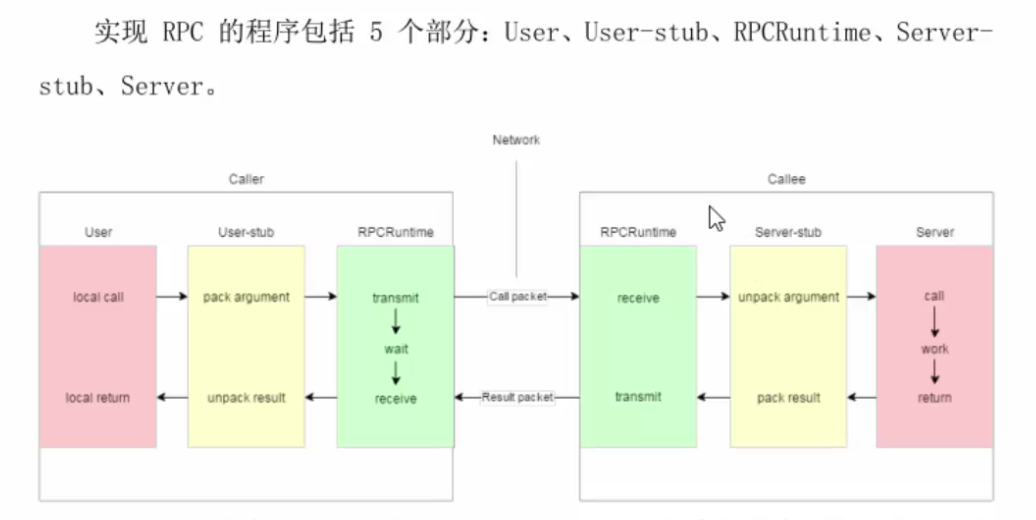 实现 RPC 的程序包括 5 个部分：User、User-stub、RPCRuntime、Server-
stub、Server。
Network
Caller
Callee
User
User-stub
RPCRuntime
RPCRuntime
Server-stub
Server
local call
pack argument
transmit
Call packet
receive
unpack argument
call
wait
work
local return
unpack result
receive
Result packet
transmit
pack result
return